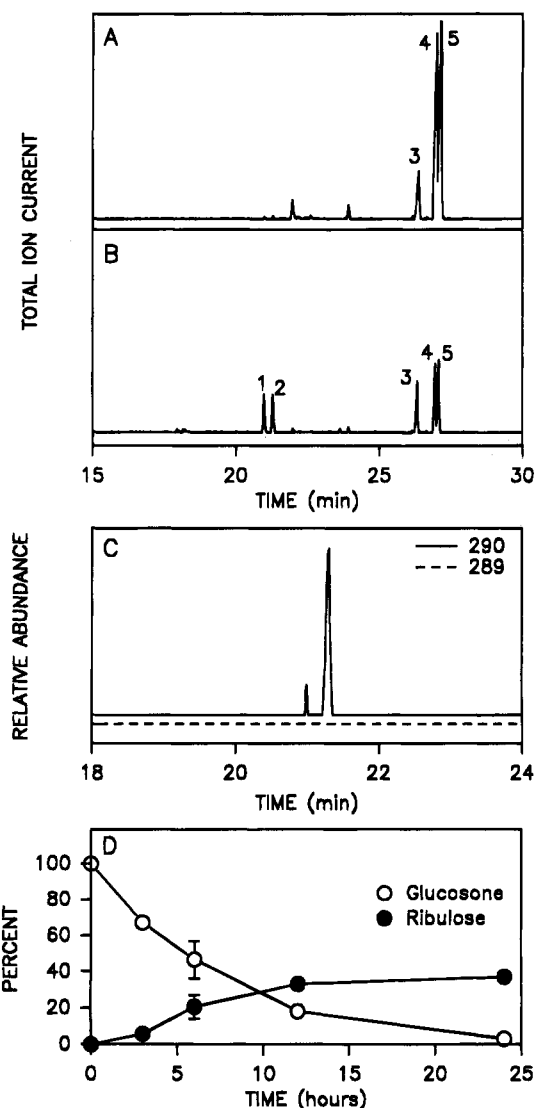 A
4 5
3
TOTAL ION CURRENT
B
1 2
3
4 5
15 20 25 30
TIME (min)
C
290
289
RELATIVE ABUNDANCE
18 20 22 24
TIME (min)
D
100
80
60
40
20
0
PERCENT
Glucosone
Ribulose
0 5 10 15 20 25
TIME (hours)